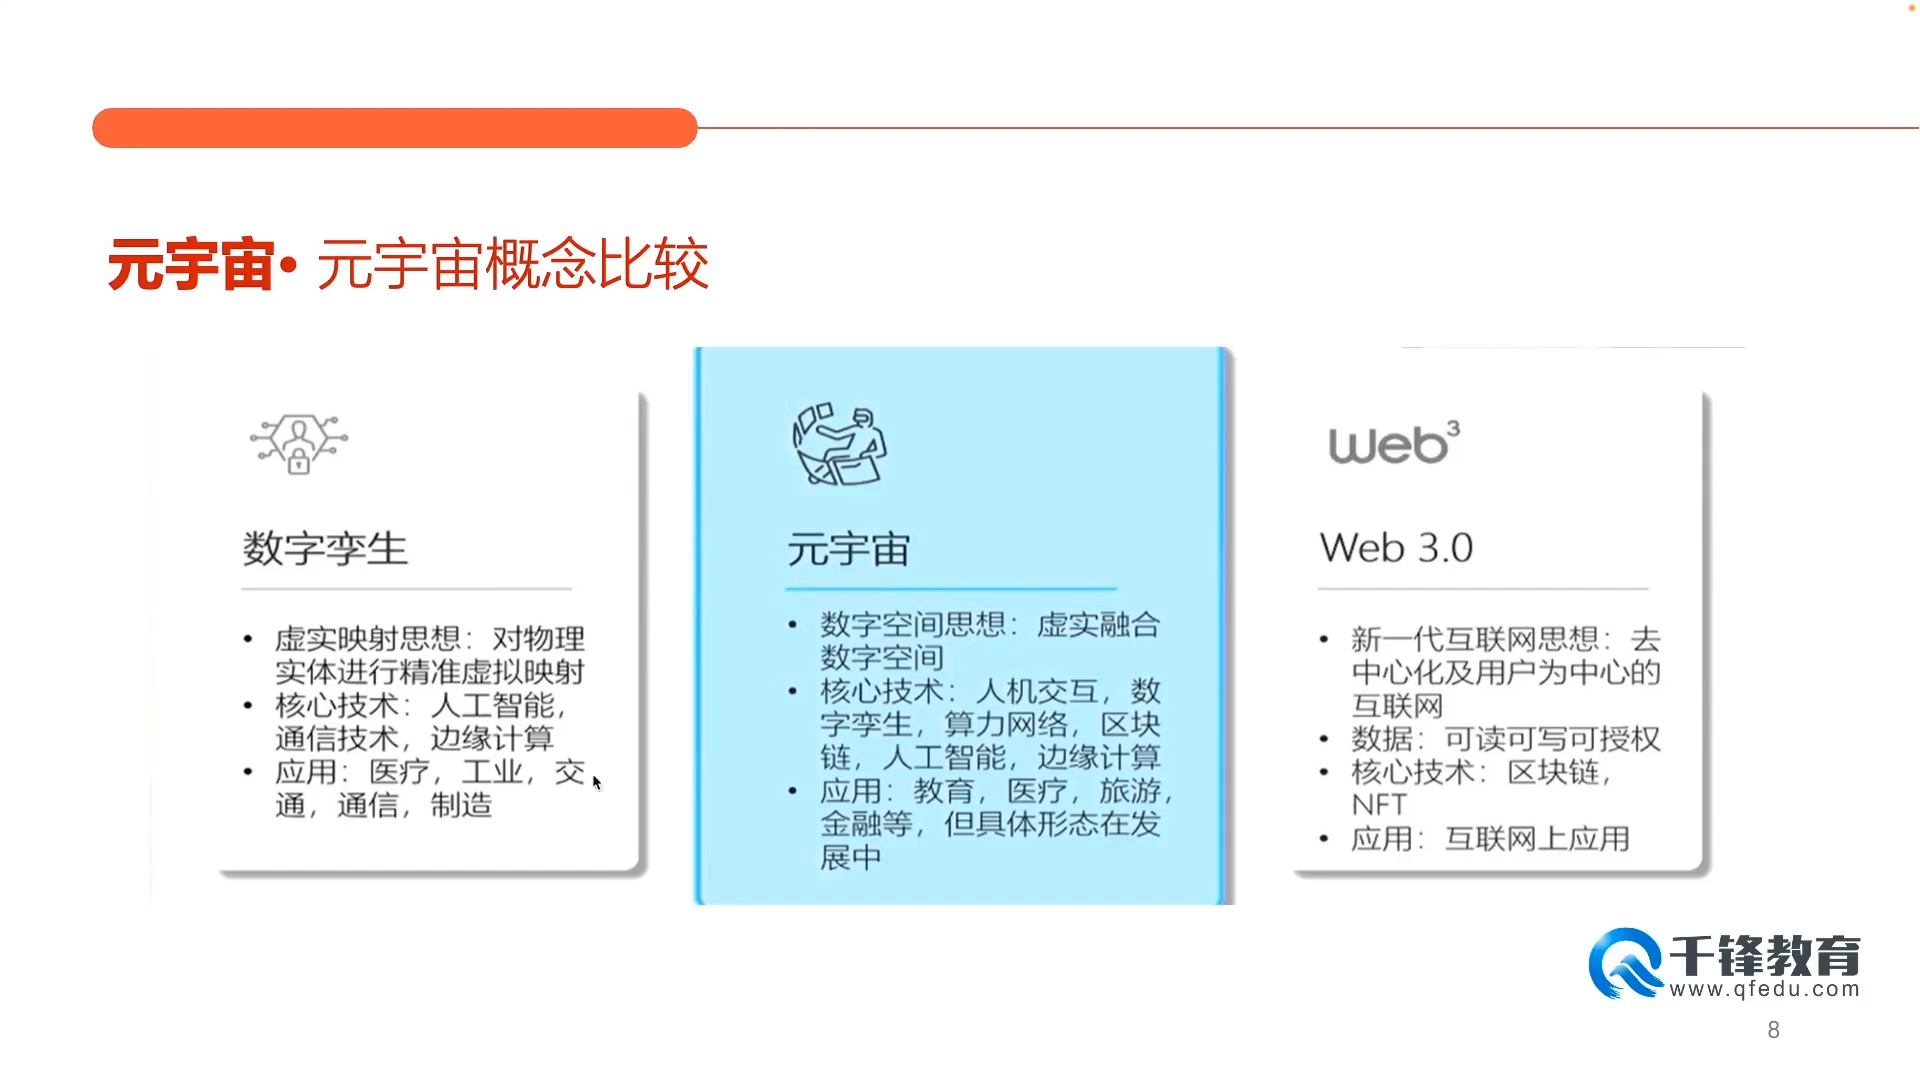 元宇宙• 元宇宙概念比较
数字孪生
• 虚实映射思想：对物理
实体进行精准虚拟映射
• 核心技术：人工智能，
通信技术，边缘计算
• 应用：医疗，工业，交
通，通信，制造
元宇宙
• 数字空间思想：虚实融合
数字空间
• 核心技术：人机交互，数
字孪生，算力网络，区块
链，人工智能，边缘计算
• 应用：教育，医疗，旅游，
金融等，但具体形态在发
展中
web³
Web 3.0
• 新一代互联网思想：去
中心化及用户为中心的
互联网
• 数据：可读可写可授权
• 核心技术：区块链，
NFT
• 应用：互联网上应用
千锋教育
www.qfedu.com
8